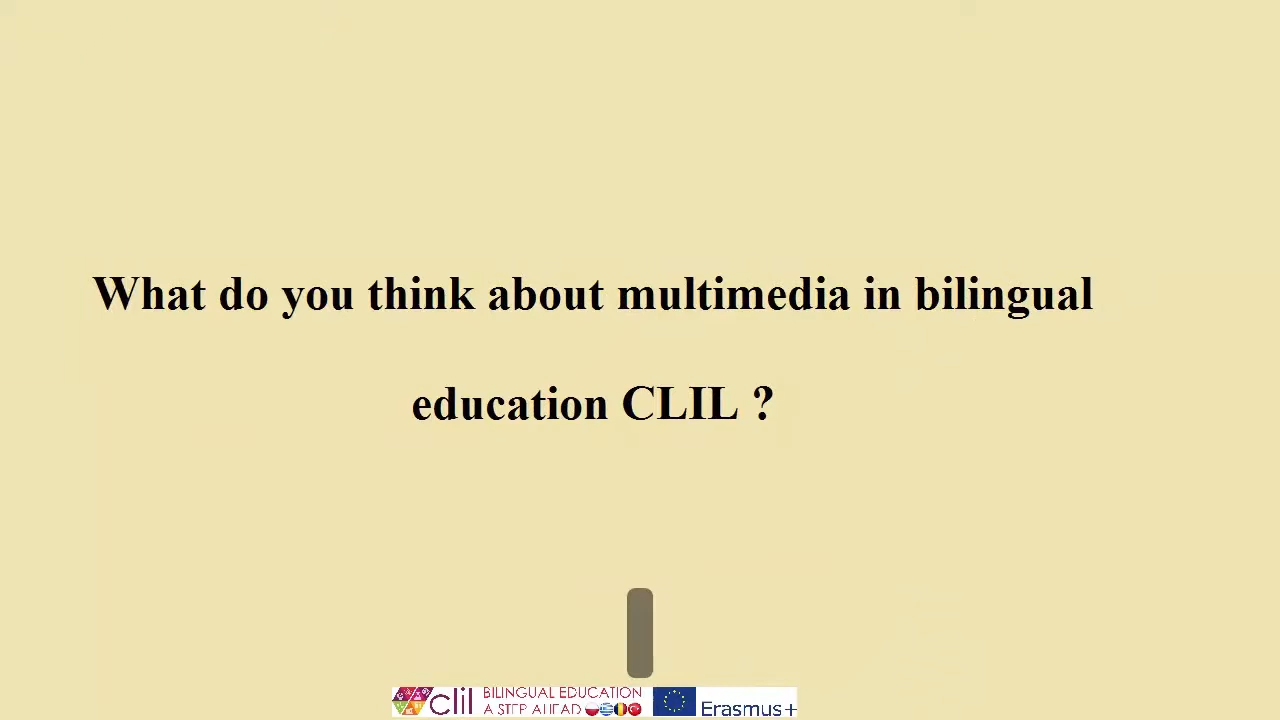 What do you think about multimedia in bilingual
education CLIL ?
clil BILINGUAL EDUCATION
A STEP AHEAD
Erasmus+